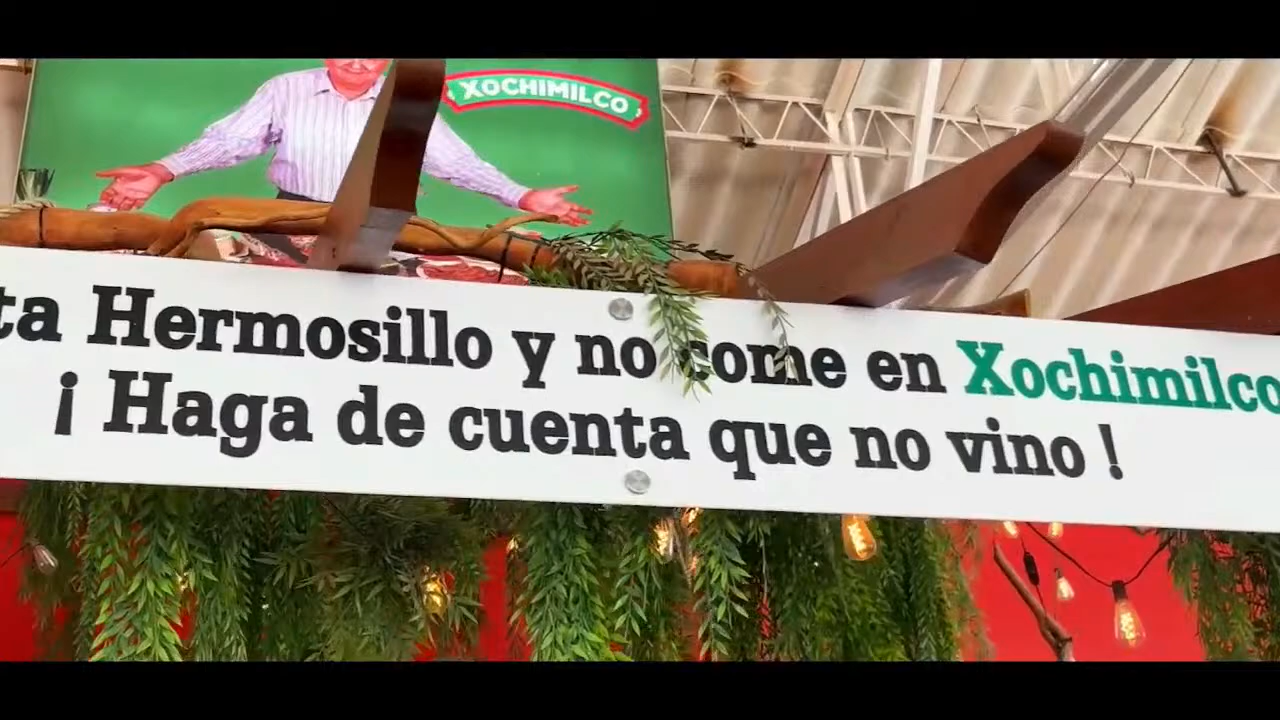 XOCHIMILCO
ta Hermosillo y no come en Xochimilco
¡ Haga de cuenta que no vino !